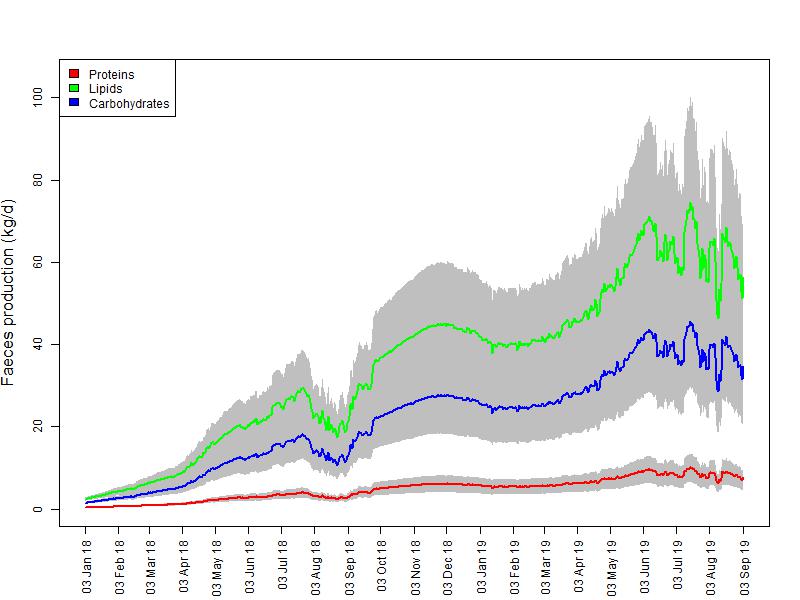 Proteins
Lipids
Carbohydrates
Faeces production (kg/d)
100
80
60
40
20
0
03 Jan 18
03 Feb 18
03 Mar 18
03 Apr 18
03 May 18
03 Jun 18
03 Jul 18
03 Aug 18
03 Sep 18
03 Oct 18
03 Nov 18
03 Dec 18
03 Jan 19
03 Feb 19
03 Mar 19
03 Apr 19
03 May 19
03 Jun 19
03 Jul 19
03 Aug 19
03 Sep 19